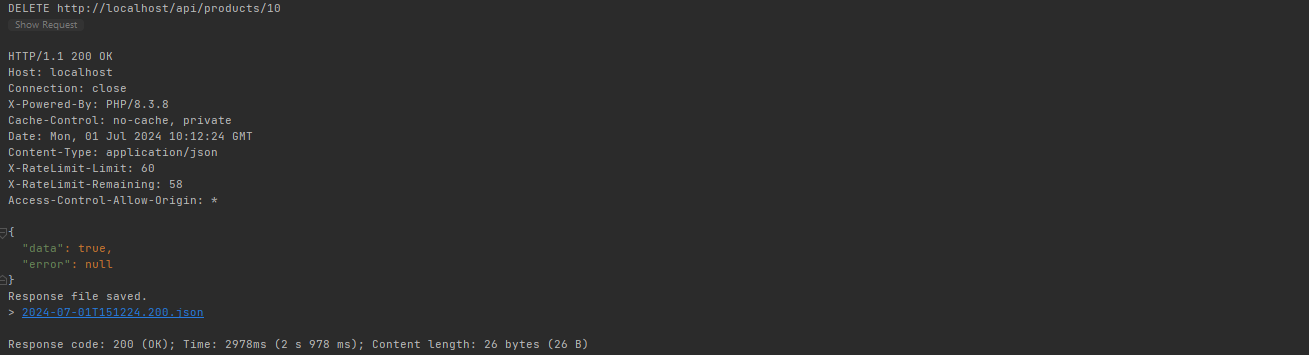 DELETE http://localhost/api/products/10
Show Request
HTTP/1.1 200 OK
Host: localhost
Connection: close
X-Powered-By: PHP/8.3.8
Cache-Control: no-cache, private
Date: Mon, 01 Jul 2024 10:12:24 GMT
Content-Type: application/json
X-RateLimit-Limit: 60
X-RateLimit-Remaining: 58
Access-Control-Allow-Origin: *
{
"data": true,
"error": null
}
Response file saved.
> 2024-07-01T151224.200.json
Response code: 200 (OK); Time: 2978ms (2 s 978 ms); Content length: 26 bytes (26 B)